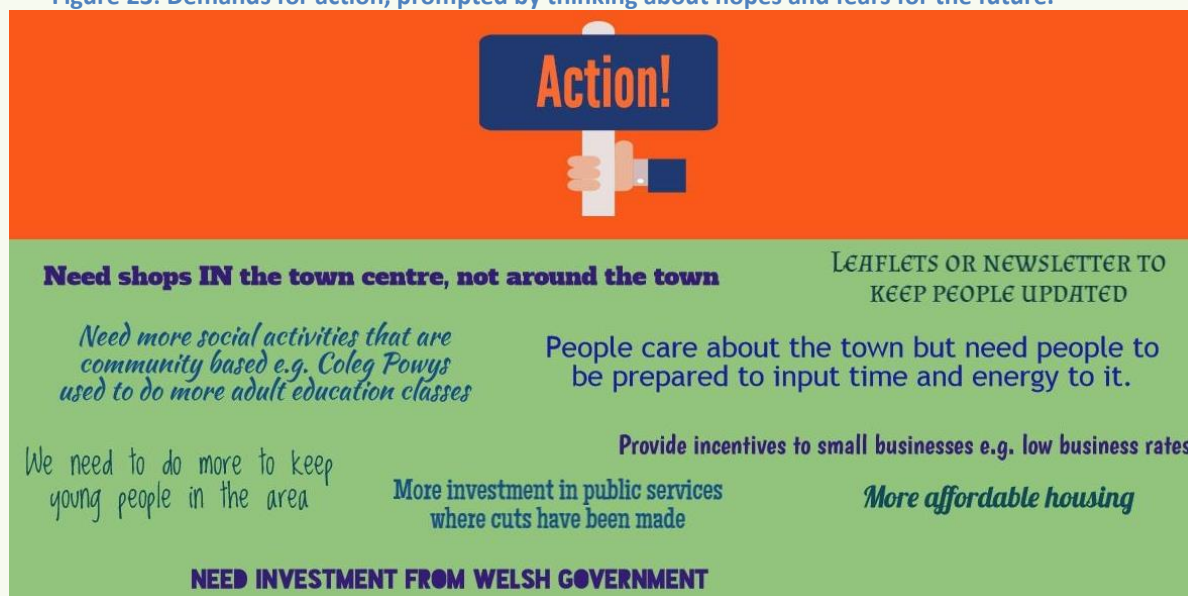 Figure 23: Demands for action, prompted by thinking about hopes and fears for the future.
Action!
Need shops IN the town centre, not around the town
LEAFLETS OR NEWSLETTER TO
KEEP PEOPLE UPDATED
Need more social activities that are
community based e.g. Coleg Powys
used to do more adult education classes
People care about the town but need people to
be prepared to input time and energy to it.
Provide incentives to small businesses e.g. low business rates
We need to do more to keep
young people in the area
More investment in public services
where cuts have been made
More affordable housing
NEED INVESTMENT FROM WELSH GOVERNMENT